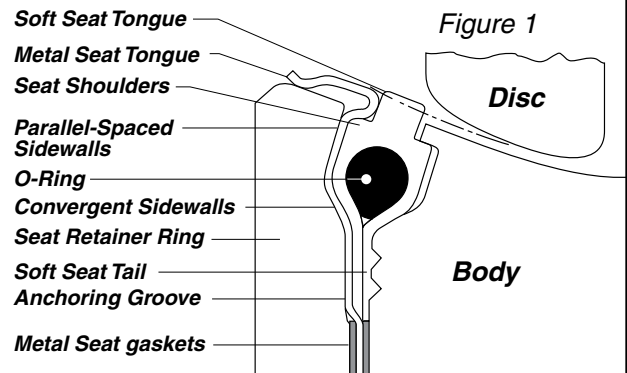 Soft Seat Tongue
Figure 1
Metal Seat Tongue
Seat Shoulders
Disc
Parallel-Spaced
Sidewalls
O-Ring
Convergent Sidewalls
Seat Retainer Ring
Soft Seat Tail
Body
Anchoring Groove
Metal Seat gaskets